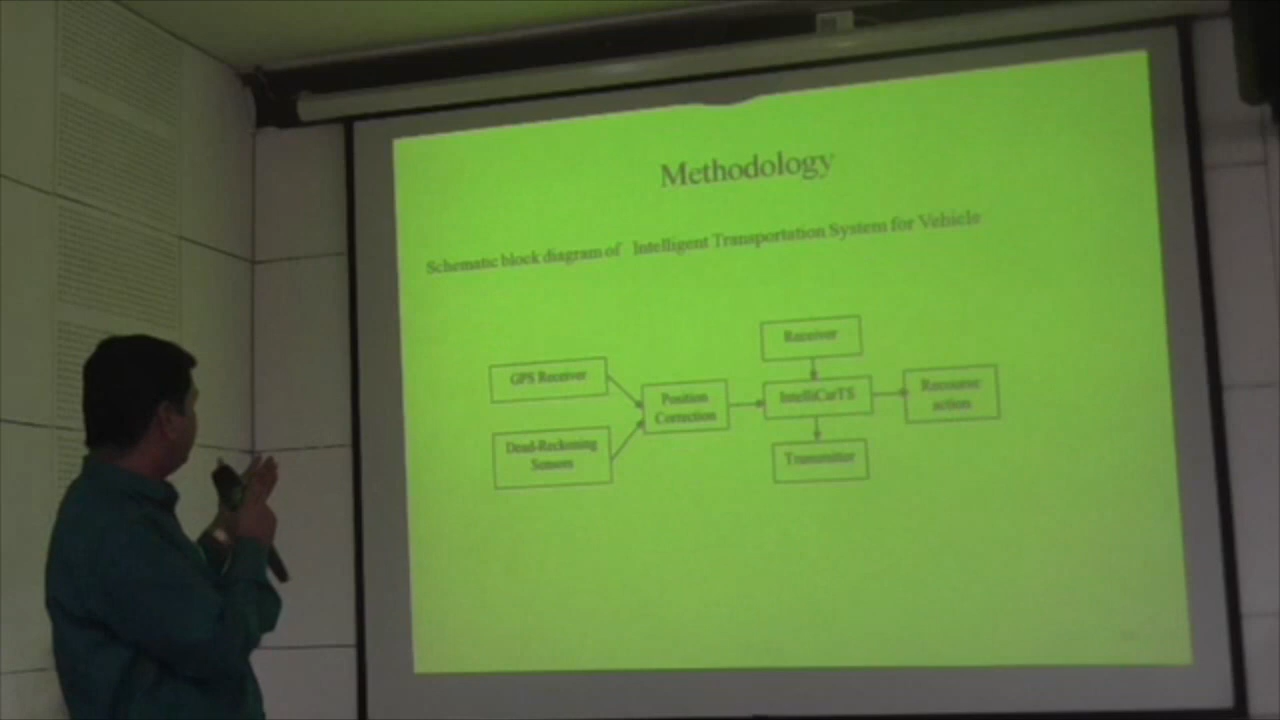 Methodology
Schematic block diagram of Intelligent Transportation System for Vehicle
Receiver
GPS Receiver
Position
Correction
IntelliCarTS
action
Dead-Reckoning
Sensors
Transmitter